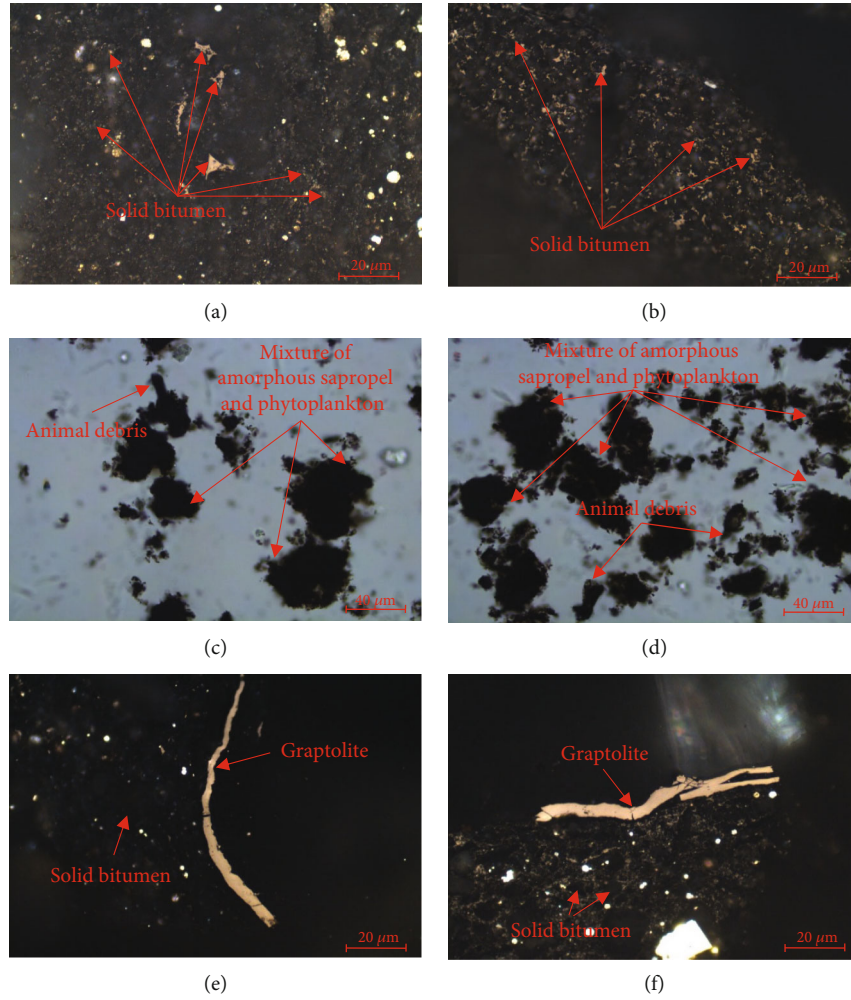 Solid bitumen
20 μm
(a)
Solid bitumen
20 μm
(b)
Mixture of
amorphous sapropel
and phytoplankton
Animal debris
40 μm
(c)
Mixture of amorphous
sapropel and phytoplankton
Animal debris
40 μm
(d)
Graptolite
Solid bitumen
20 μm
(e)
Graptolite
Solid bitumen
20 μm
(f)